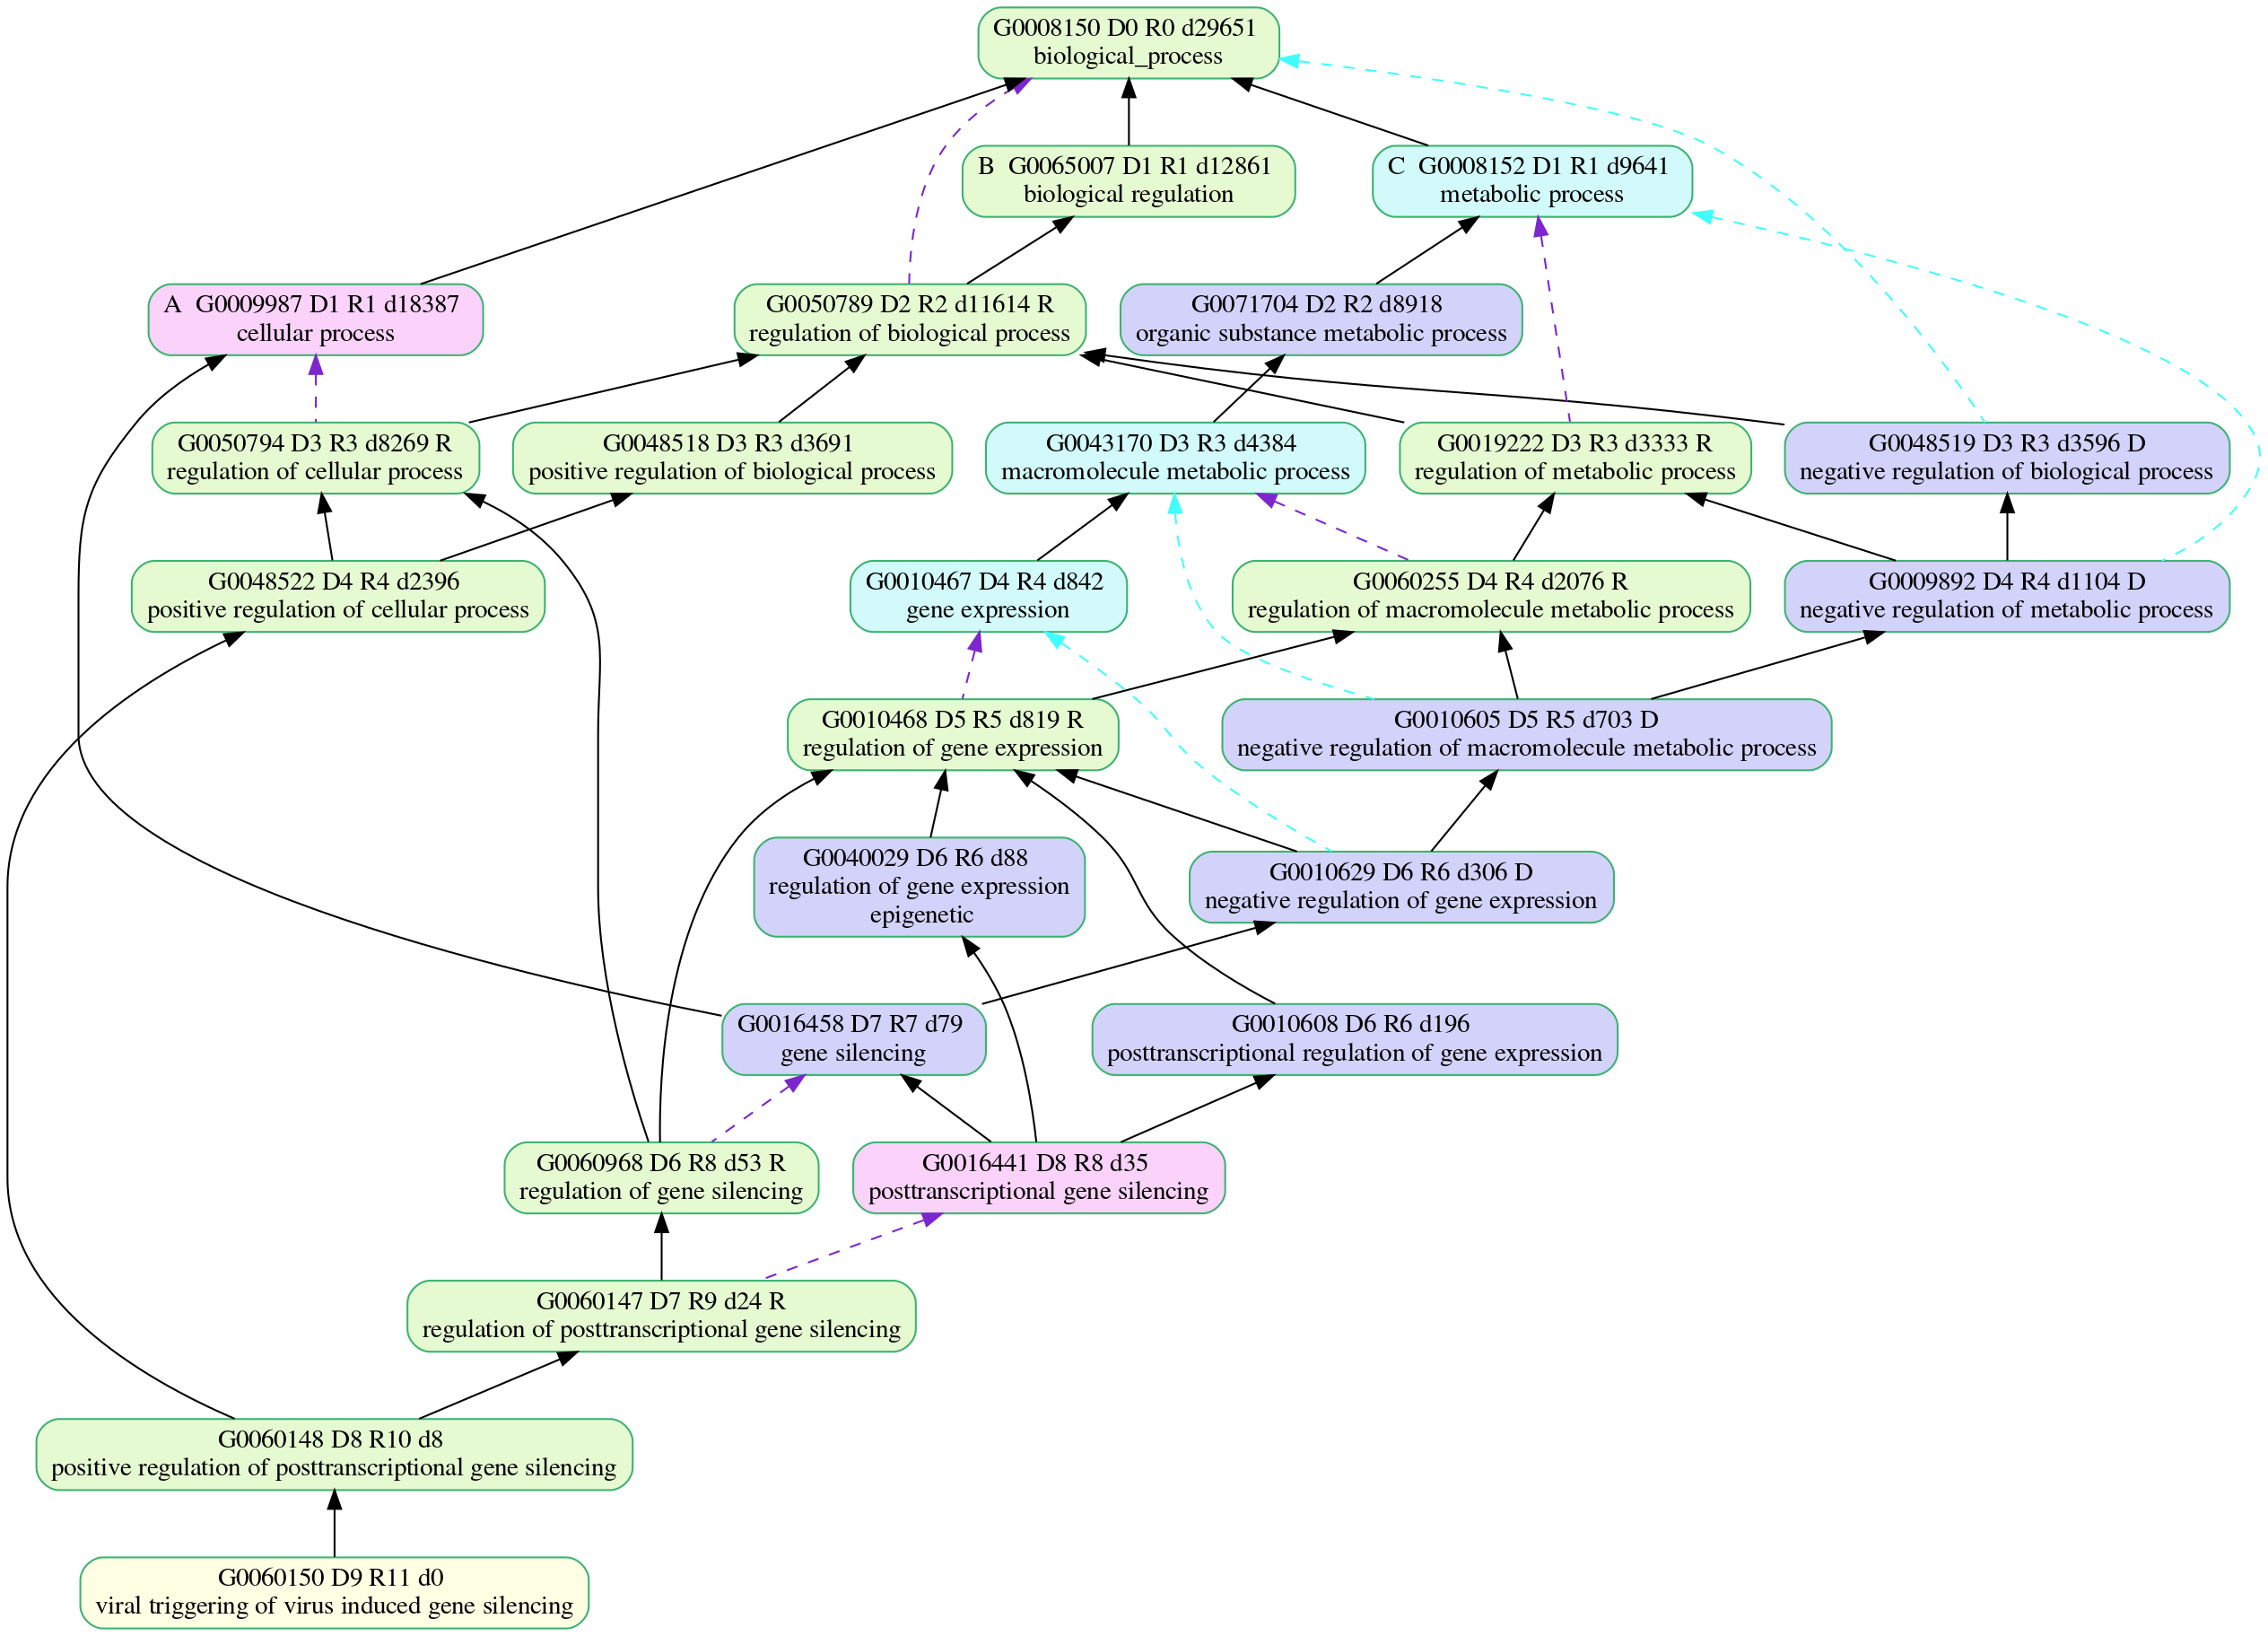 G0008150 D0 R0 d29651
biological_process
B  G0065007 D1 R1 d12861
biological regulation
C  G0008152 D1 R1 d9641
metabolic process
A  G0009987 D1 R1 d18387
cellular process
G0050789 D2 R2 d11614 R
regulation of biological process
G0071704 D2 R2 d8918
organic substance metabolic process
G0050794 D3 R3 d8269 R
regulation of cellular process
G0048518 D3 R3 d3691
positive regulation of biological process
G0043170 D3 R3 d4384
macromolecule metabolic process
G0019222 D3 R3 d3333 R
regulation of metabolic process
G0048519 D3 R3 d3596 D
negative regulation of biological process
G0048522 D4 R4 d2396
positive regulation of cellular process
G0010467 D4 R4 d842
gene expression
G0060255 D4 R4 d2076 R
regulation of macromolecule metabolic process
G0009892 D4 R4 d1104 D
negative regulation of metabolic process
G0010468 D5 R5 d819 R
regulation of gene expression
G0010605 D5 R5 d703 D
negative regulation of macromolecule metabolic process
G0040029 D6 R6 d88
regulation of gene expression
epigenetic
G0010629 D6 R6 d306 D
negative regulation of gene expression
G0016458 D7 R7 d79
gene silencing
G0010608 D6 R6 d196
posttranscriptional regulation of gene expression
G0060968 D6 R8 d53 R
regulation of gene silencing
G0016441 D8 R8 d35
posttranscriptional gene silencing
G0060147 D7 R9 d24 R
regulation of posttranscriptional gene silencing
G0060148 D8 R10 d8
positive regulation of posttranscriptional gene silencing
G0060150 D9 R11 d0
viral triggering of virus induced gene silencing